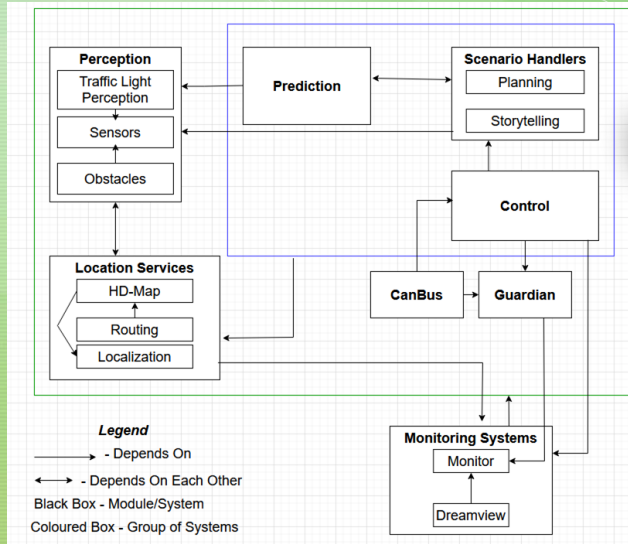 Perception
Traffic Light
Perception
Sensors
Obstacles
Prediction
Scenario Handlers
Planning
Storytelling
Control
Location Services
HD-Map
Routing
Localization
CanBus
Guardian
Monitoring Systems
Monitor
Dreamview
Legend
- Depends On
- Depends On Each Other
Black Box - Module/System
Coloured Box - Group of Systems